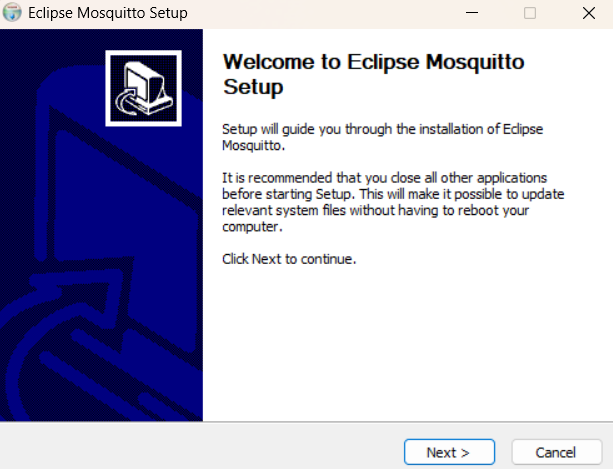 Eclipse Mosquitto Setup
Welcome to Eclipse Mosquitto
Setup
Setup will guide you through the installation of Eclipse
Mosquitto.
It is recommended that you close all other applications
before starting Setup. This will make it possible to update
relevant system files without having to reboot your
computer.
Click Next to continue.
Next >
Cancel